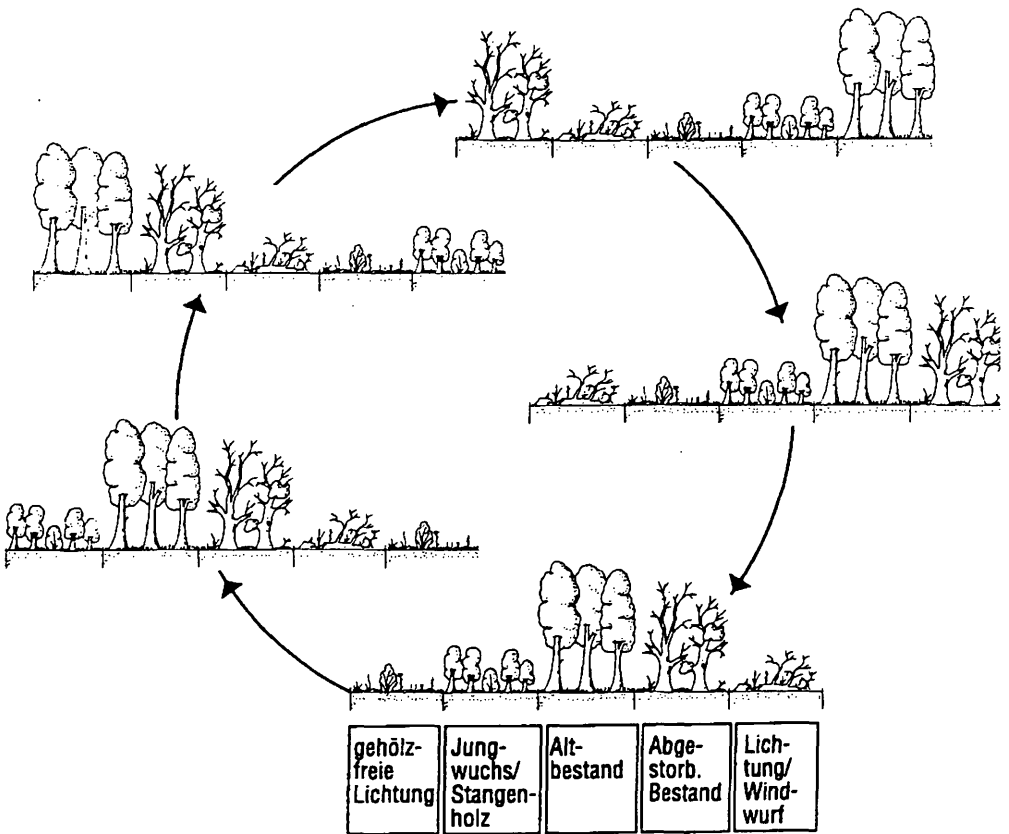 gehölz-
freie
Lichtung
Jung-
wuchs/
Stangen-
holz
Alt-
bestand
Abge-
storb.
Bestand
Lich-
tung/
Wind-
wurf